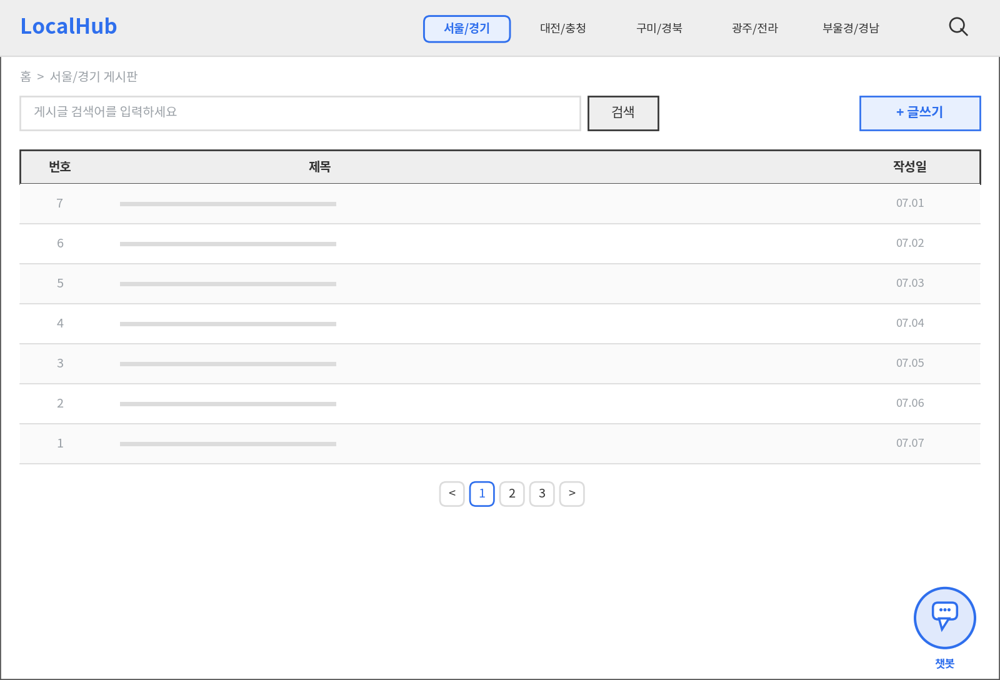 LocalHub 서울/경기 대전/충청 구미/경북 광주/전라 부울경/경남
홈 > 서울/경기 게시판
게시글 검색어를 입력하세요 검색 + 글쓰기
번호 제목 작성일
7 07.01
6 07.02
5 07.03
4 07.04
3 07.05
2 07.06
1 07.07
< 1 2 3 >
챗봇